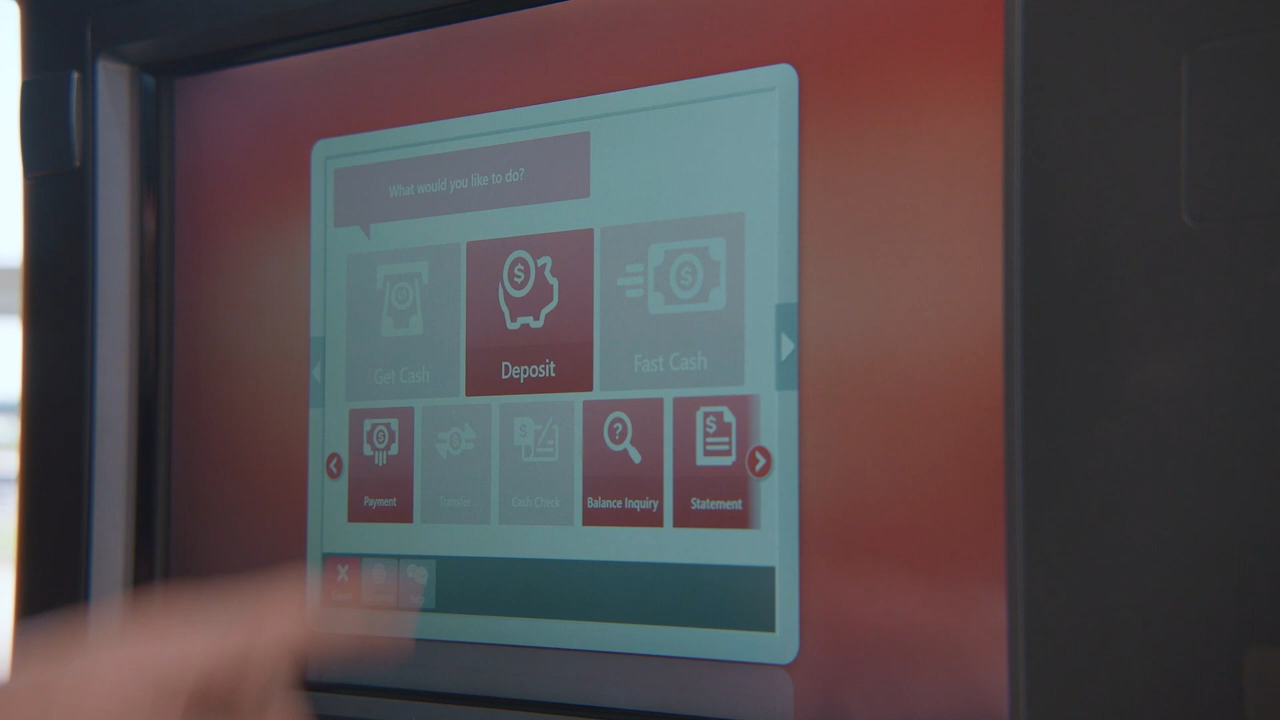 What would you like to do?
Get Cash
Deposit
Fast Cash
Payment
Transfer
Cash Check
Balance Inquiry
Statement